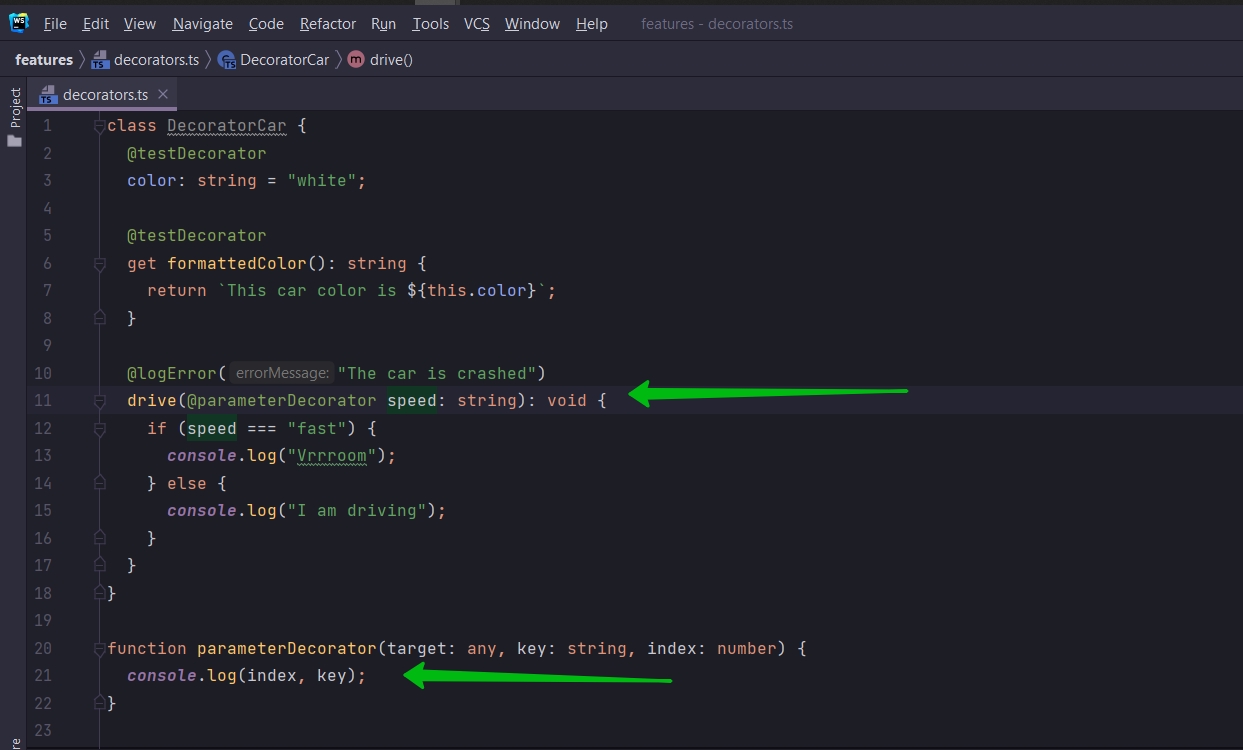 WS File Edit View Navigate Code Refactor Run Tools VCS Window Help features - decorators.ts
features TS decorators.ts TS DecoratorCar m drive()
Project
TS decorators.ts
1 class DecoratorCar {
2 @testDecorator
3 color: string = "white";
4
5 @testDecorator
6 get formattedColor(): string {
7 return `This car color is ${this.color}`;
8 }
9
10 @logError( errorMessage: "The car is crashed")
11 drive(@parameterDecorator speed: string): void {
12 if (speed === "fast") {
13 console.log("Vrrroom");
14 } else {
15 console.log("I am driving");
16 }
17 }
18 }
19
20 function parameterDecorator(target: any, key: string, index: number) {
21 console.log(index, key);
22 }
23